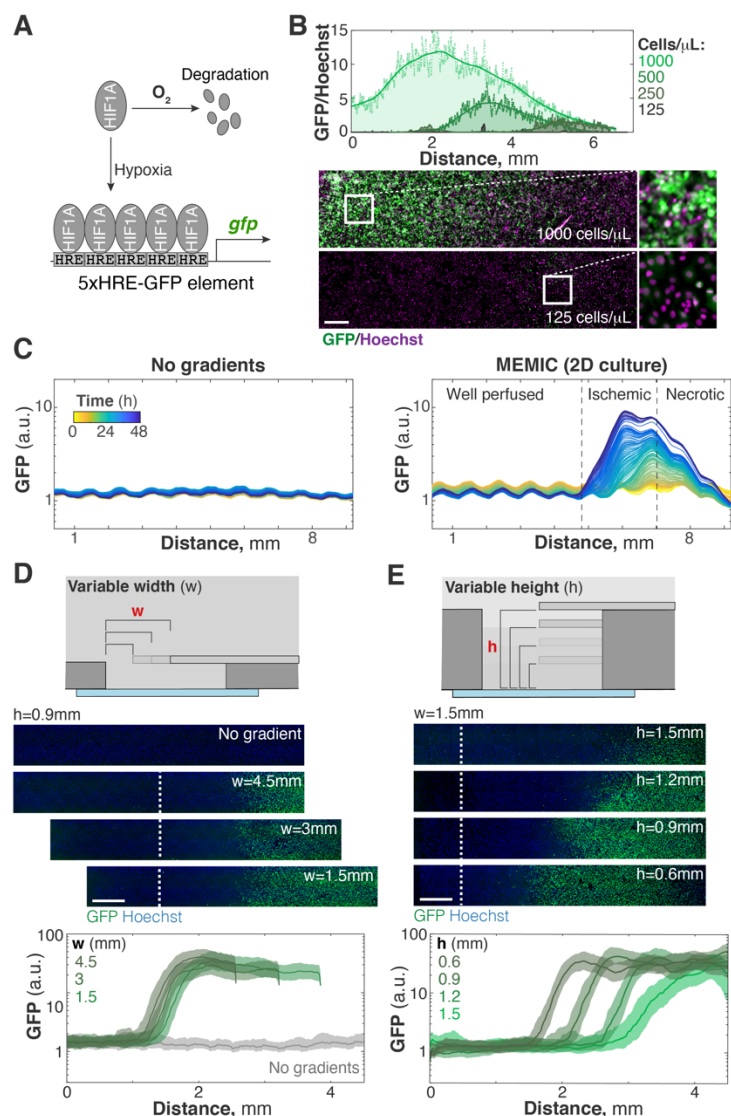 A
O2
Degradation
HIF1A
Hypoxia
HIF1A HIF1A HIF1A HIF1A HIF1A
gfp
HRE HRE HRE HRE HRE
5xHRE-GFP element
B
GFP/Hoechst
15
10
5
0
0 2 4 6
Distance, mm
Cells/µL:
1000
500
250
125
1000 cells/µL
125 cells/µL
GFP/Hoechst
C
No gradients
GFP (a.u.)
10
1
Time (h)
0 24 48
1 8
Distance, mm
MEMIC (2D culture)
GFP (a.u.)
10
1
Well perfused
Ischemic
Necrotic
1 8
Distance, mm
D
Variable width (w)
w
h=0.9mm
No gradient
w=4.5mm
w=3mm
w=1.5mm
GFP Hoechst
GFP (a.u.)
100
10
1
w (mm)
4.5
3
1.5
No gradients
0 2 4
Distance, mm
E
Variable height (h)
h
w=1.5mm
h=1.5mm
h=1.2mm
h=0.9mm
h=0.6mm
GFP Hoechst
GFP (a.u.)
100
10
1
h (mm)
0.6
0.9
1.2
1.5
0 1 2 3 4
Distance, mm